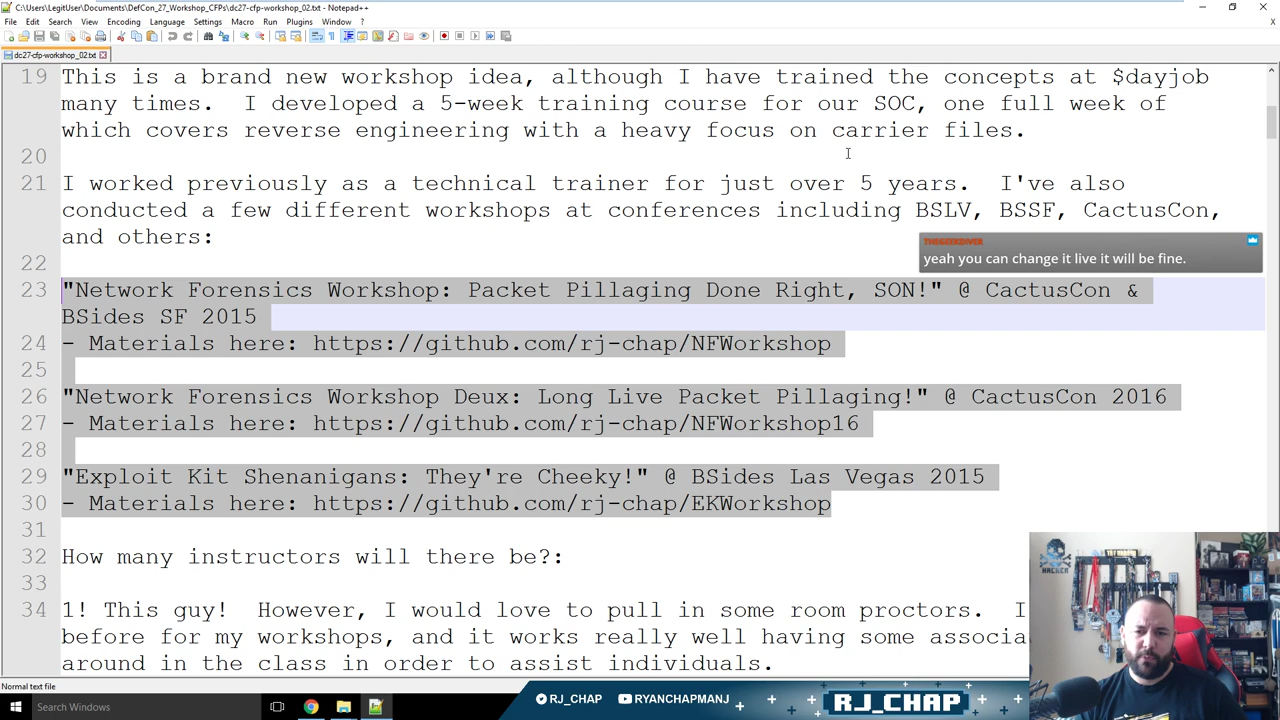 C:\Users\LegitUser\Documents\DefCon_27_Workshop_CFPs\dc27-cfp-workshop_02.txt - Notepad++
File Edit Search View Encoding Language Settings Macro Run Plugins Window ?
dc27-cfp-workshop_02.txt
19 This is a brand new workshop idea, although I have trained the concepts at $dayjob
many times.  I developed a 5-week training course for our SOC, one full week of
which covers reverse engineering with a heavy focus on carrier files.
20
21 I worked previously as a technical trainer for just over 5 years.  I've also
conducted a few different workshops at conferences including BSLV, BSSF, CactusCon,
and others:
THEGEEKDIVER
yeah you can change it live it will be fine.
22
23 "Network Forensics Workshop: Packet Pillaging Done Right, SON!" @ CactusCon &
BSides SF 2015
24 - Materials here: https://github.com/rj-chap/NFWorkshop
25
26 "Network Forensics Workshop Deux: Long Live Packet Pillaging!" @ CactusCon 2016
27 - Materials here: https://github.com/rj-chap/NFWorkshop16
28
29 "Exploit Kit Shenanigans: They're Cheeky!" @ BSides Las Vegas 2015
30 - Materials here: https://github.com/rj-chap/EKWorkshop
31
32 How many instructors will there be?:
33
34 1! This guy!  However, I would love to pull in some room proctors.  I
before for my workshops, and it works really well having some associa
around in the class in order to assist individuals.
HACKER
Normal text file
Search Windows
RJ_CHAP RYANCHAPMANJ RJ_CHAP